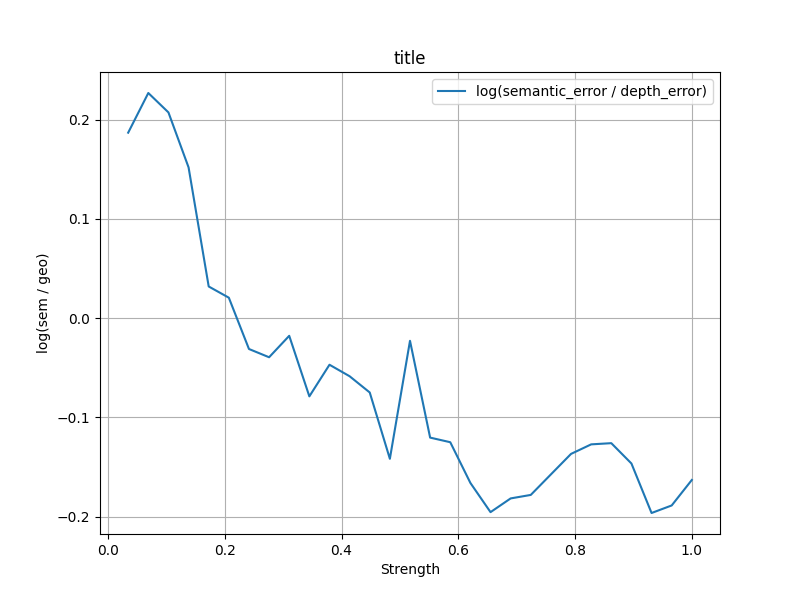 title
log(semantic_error / depth_error)
log(sem / geo)
0.2
0.1
0.0
−0.1
−0.2
0.0 0.2 0.4 0.6 0.8 1.0
Strength